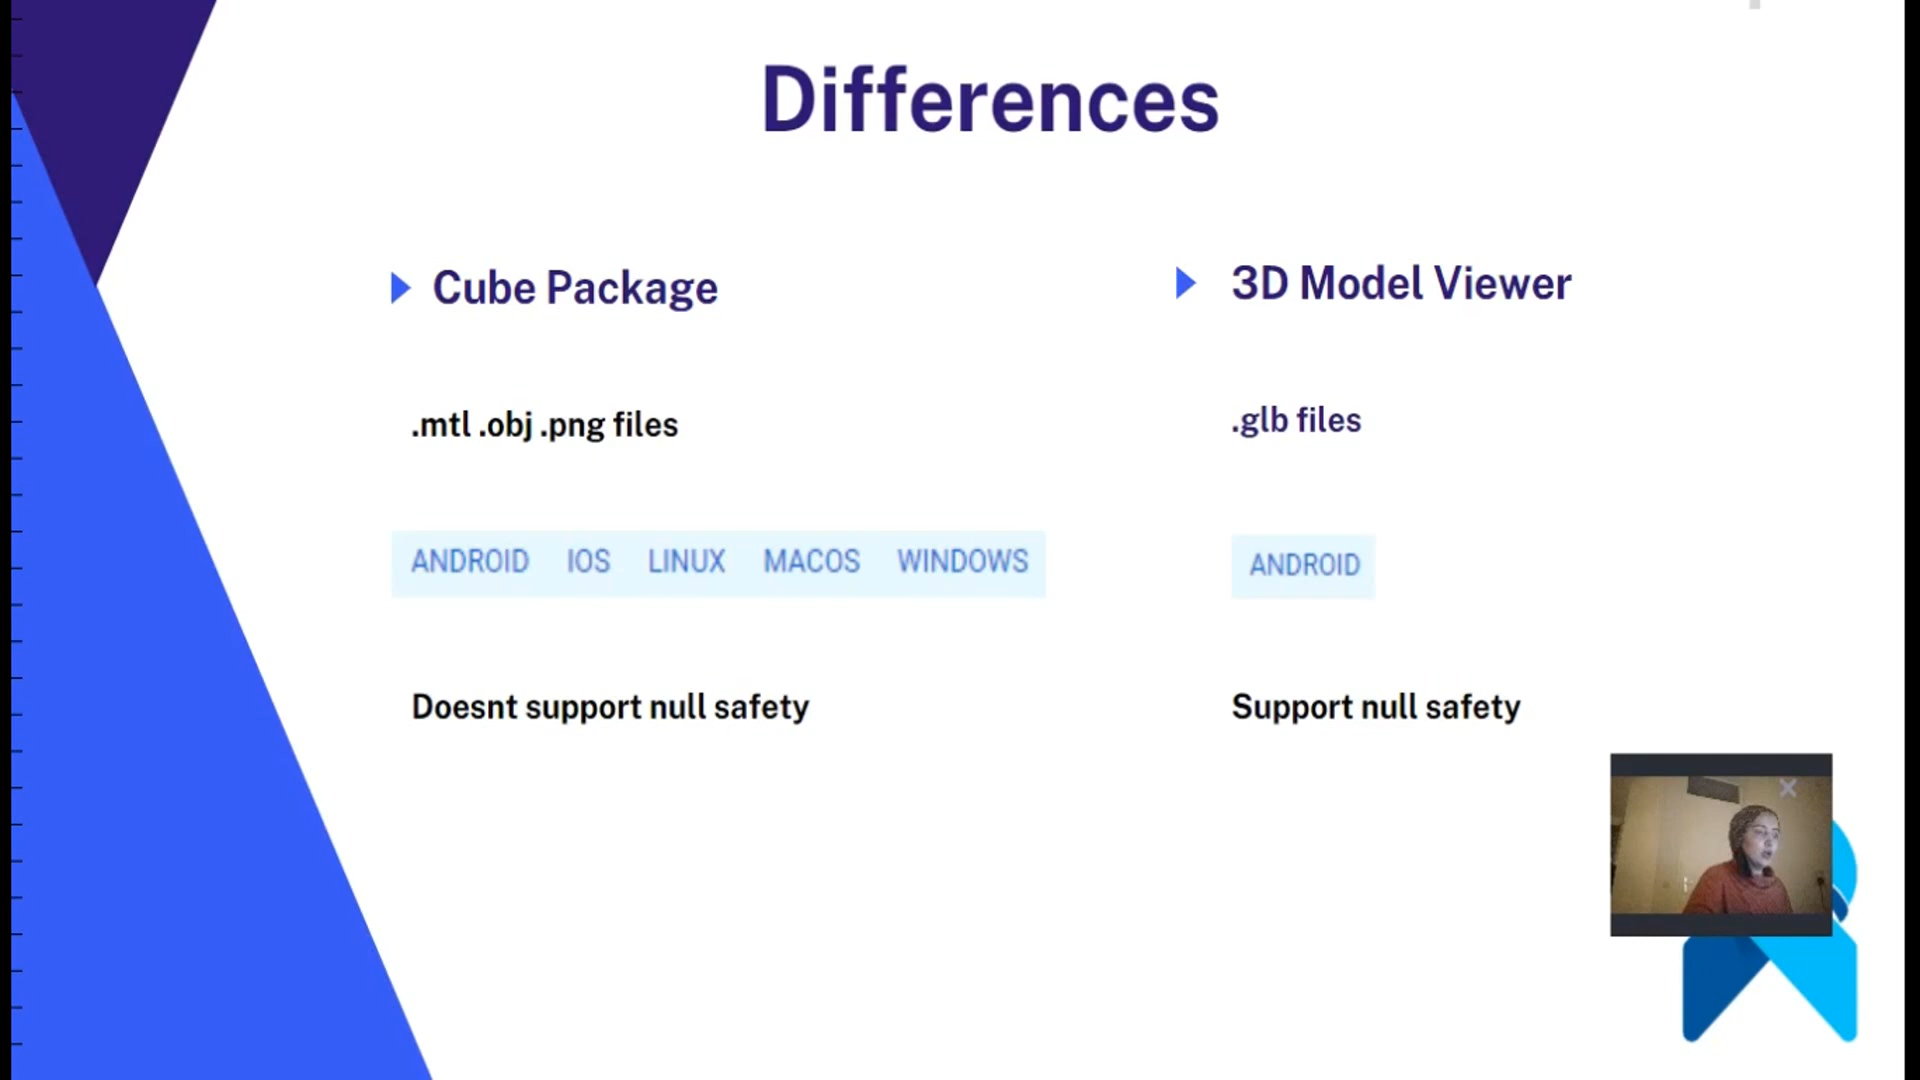 Differences
Cube Package
.mtl .obj .png files
ANDROID IOS LINUX MACOS WINDOWS
Doesnt support null safety
3D Model Viewer
.glb files
ANDROID
Support null safety